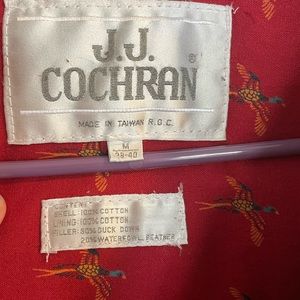 J.J.
COCHRAN ®
MADE IN TAIWAN R.O.C.
M
38-40
SHELL: 100% COTTON
LINING: 100% COTTON
FILLER: 80% DUCK DOWN
20% WATERFOWL FEATHER